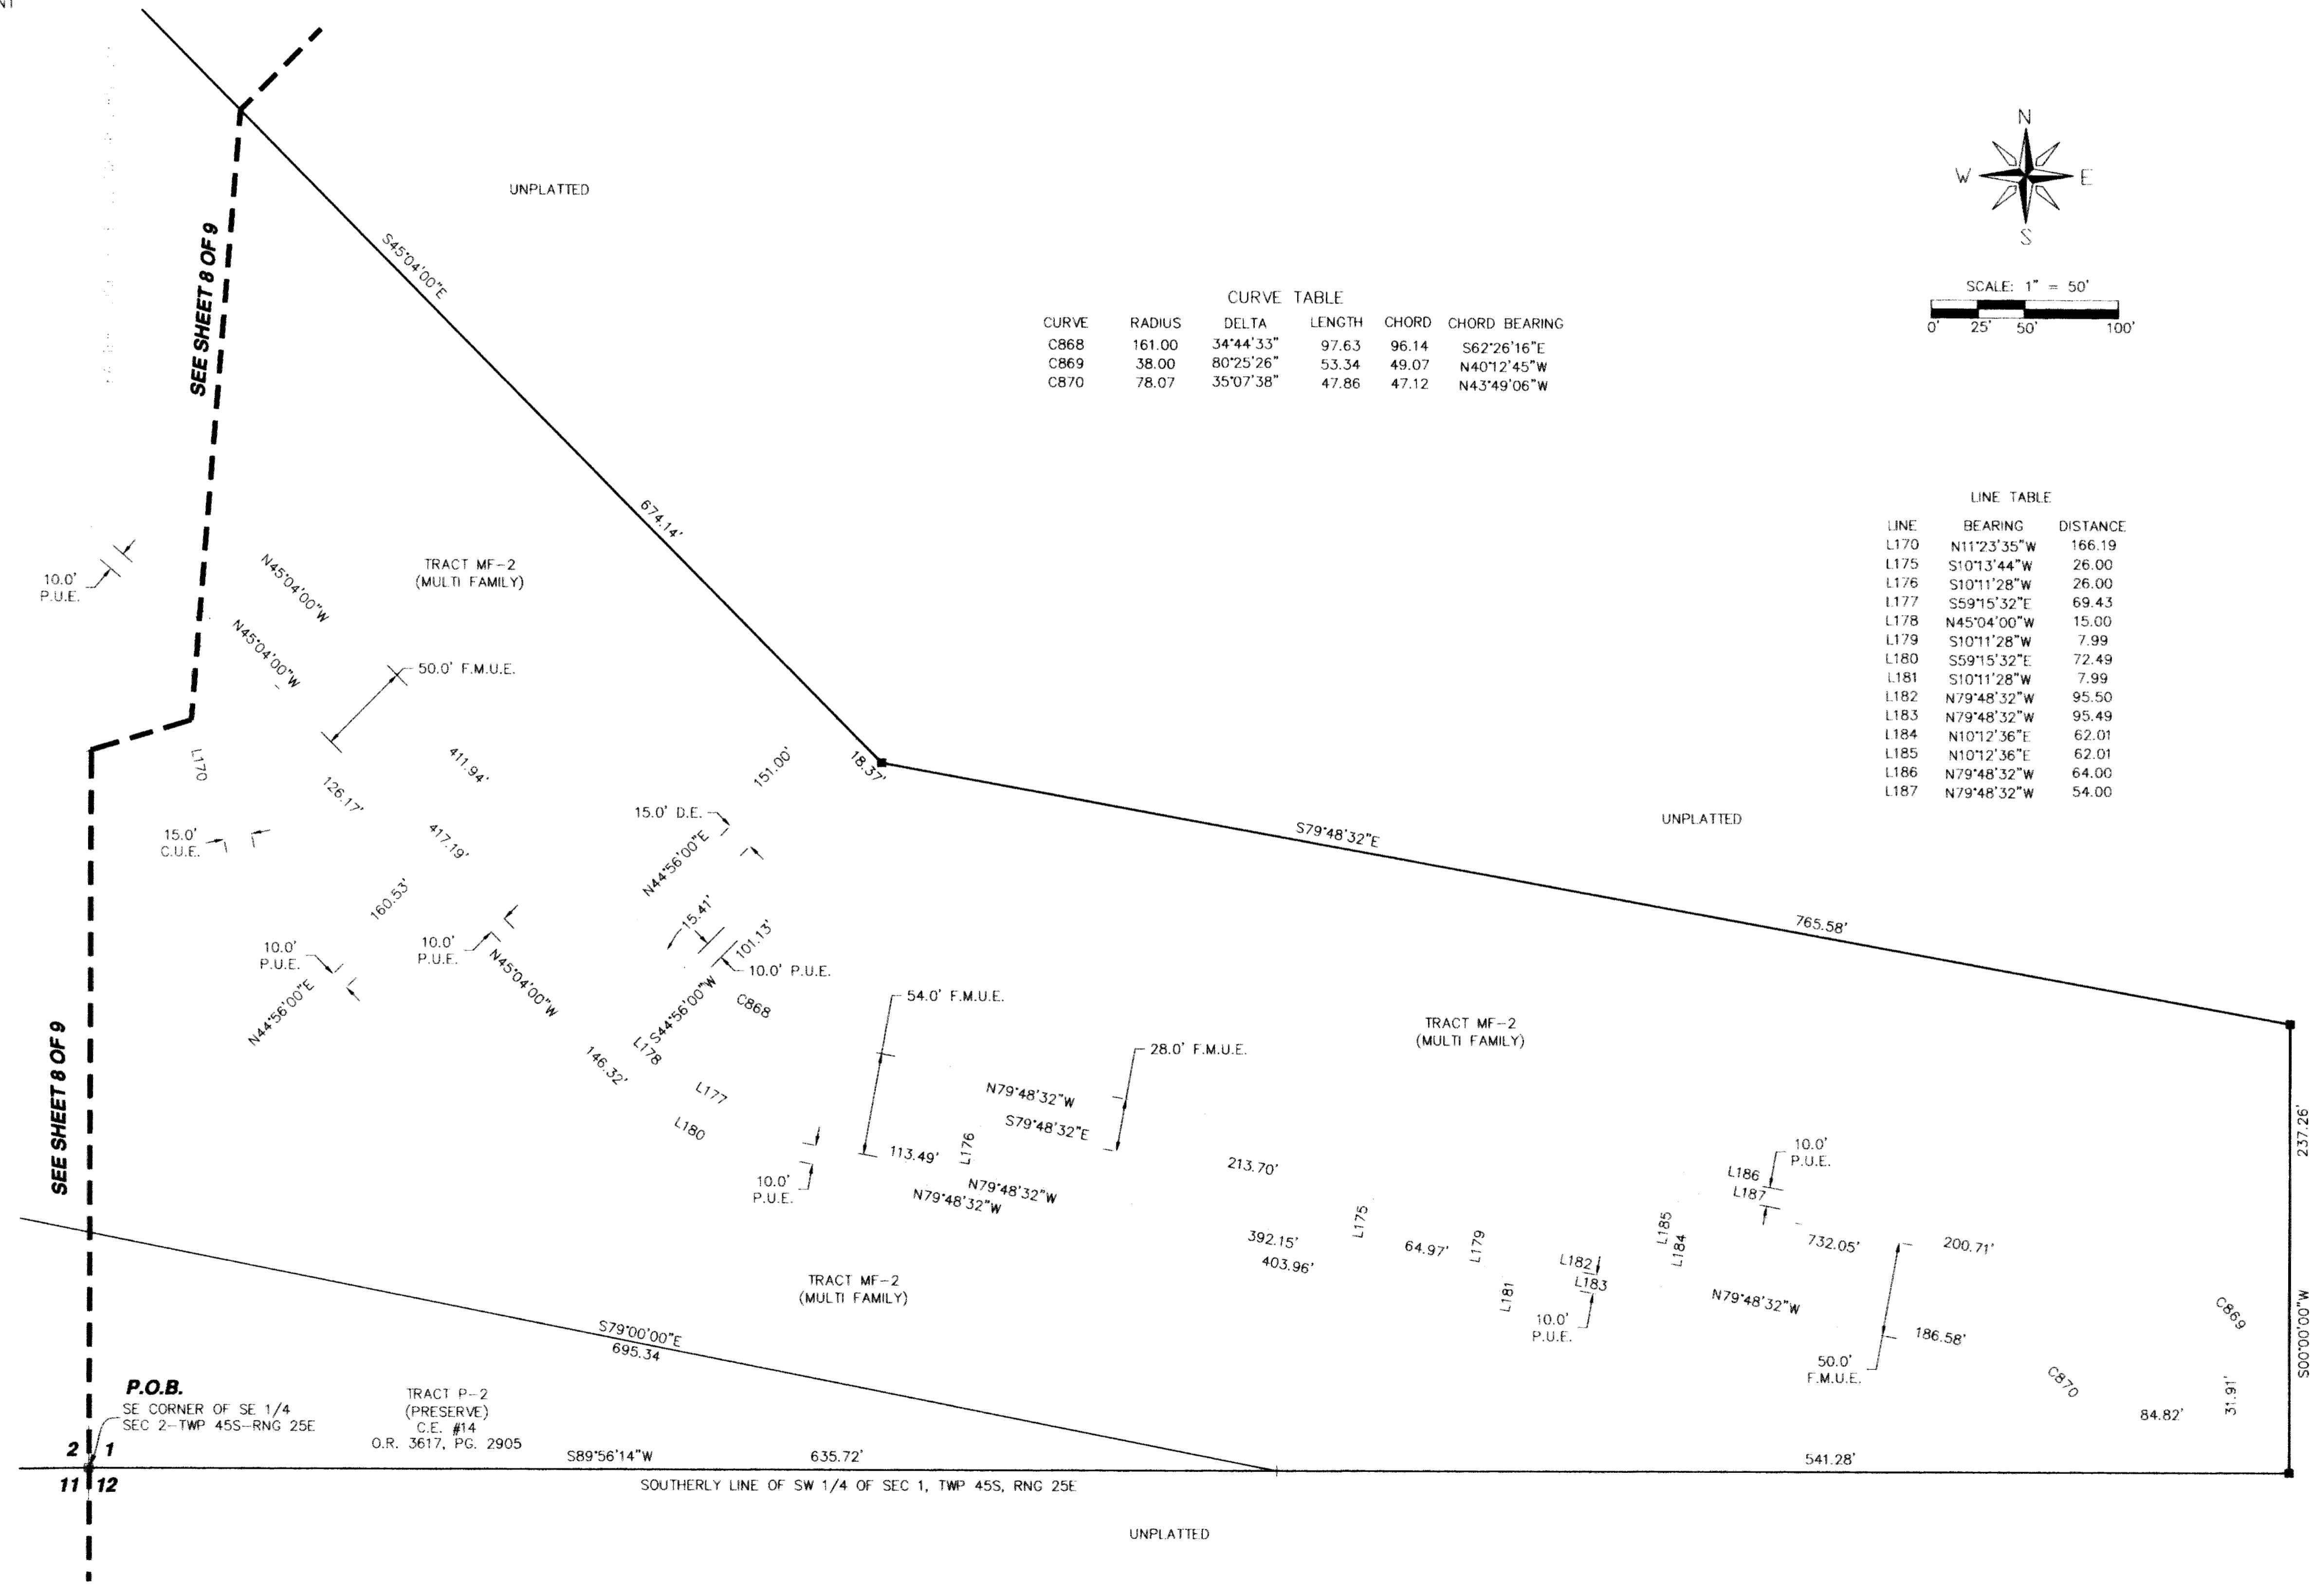 UNPLATTED
N
W E
S
SCALE: 1" = 50'
0' 25' 50' 100'
SEE SHEET 8 OF 9
S45°04'00"E
674.14'
CURVE TABLE
CURVE RADIUS DELTA LENGTH CHORD CHORD BEARING
C868 161.00 34°44'33" 97.63 96.14 S62°26'16"E
C869 38.00 80°25'26" 53.34 49.07 N40°12'45"W
C870 78.07 35°07'38" 47.86 47.12 N43°49'06"W
LINE TABLE
LINE BEARING DISTANCE
L170 N11°23'35"W 166.19
L175 S10°13'44"W 26.00
L176 S10°11'28"W 26.00
L177 S59°15'32"E 69.43
L178 N45°04'00"W 15.00
L179 S10°11'28"W 7.99
L180 S59°15'32"E 72.49
L181 S10°11'28"W 7.99
L182 N79°48'32"W 95.50
L183 N79°48'32"W 95.49
L184 N10°12'36"E 62.01
L185 N10°12'36"E 62.01
L186 N79°48'32"W 64.00
L187 N79°48'32"W 54.00
10.0'
P.U.E.
N45°04'00"W
N45°04'00"W
TRACT MF-2
(MULTI FAMILY)
50.0' F.M.U.E.
L170
126.17'
411.94'
417.19'
15.0'
C.U.E.
160.53'
151.00'
18.37'
15.0' D.E.
N44°56'00"E
S79°48'32"E
UNPLATTED
765.58'
10.0'
P.U.E.
N44°56'00"E
10.0'
P.U.E.
N45°04'00"W
15.41'
101.13'
10.0' P.U.E.
S44°56'00"W
C868
L178
146.32'
L177
L180
54.0' F.M.U.E.
10.0'
P.U.E.
113.49'
L176
N79°48'32"W
S79°48'32"E
28.0' F.M.U.E.
N79°48'32"W
N79°48'32"W
TRACT MF-2
(MULTI FAMILY)
213.70'
392.15'
403.96'
L175
64.97'
L179
L181
L182
L183
10.0'
P.U.E.
L185
L184
L186
L187
10.0'
P.U.E.
732.05'
200.71'
N79°48'32"W
186.58'
50.0'
F.M.U.E.
C869
C870
84.82'
31.91'
237.26'
S00°00'00"W
SEE SHEET 8 OF 9
TRACT MF-2
(MULTI FAMILY)
S79°00'00"E
695.34
P.O.B.
SE CORNER OF SE 1/4
SEC 2-TWP 45S-RNG 25E
TRACT P-2
(PRESERVE)
C.E. #14
O.R. 3617, PG. 2905
2 1
11 12
S89°56'14"W 635.72' 541.28'
SOUTHERLY LINE OF SW 1/4 OF SEC 1, TWP 45S, RNG 25E
UNPLATTED